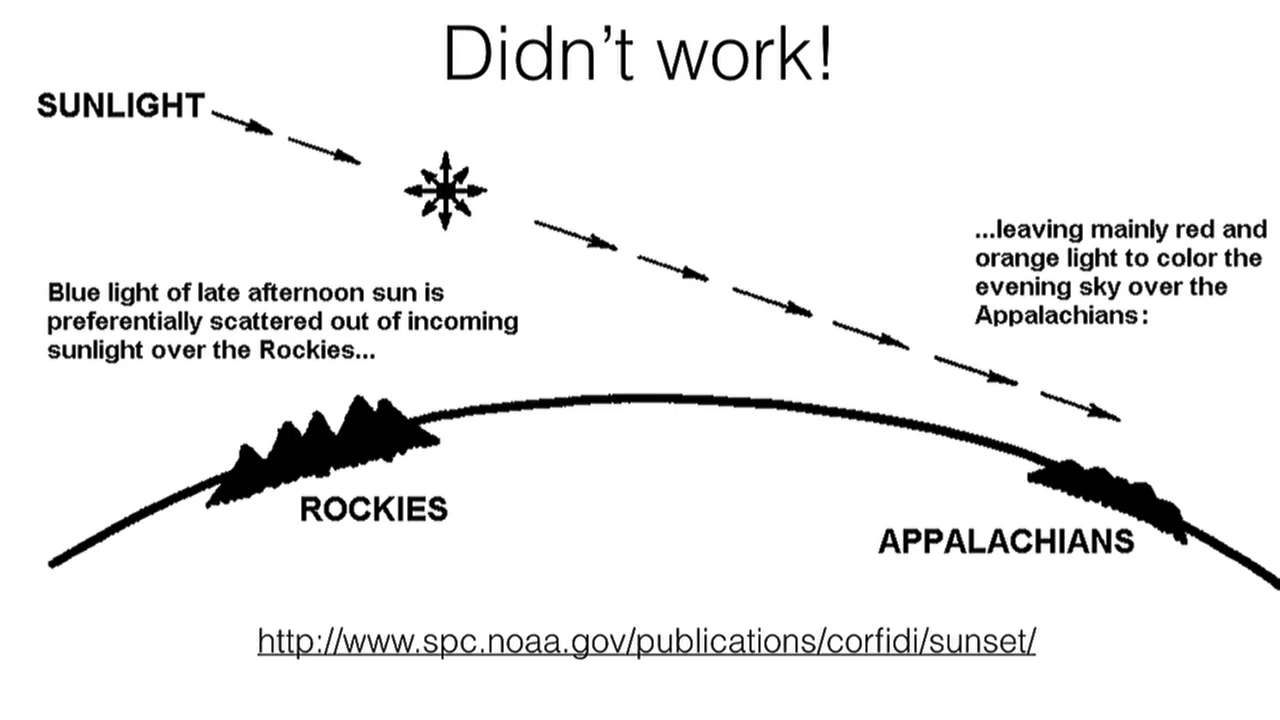 Didn't work!
SUNLIGHT
...leaving mainly red and
orange light to color the
evening sky over the
Appalachians:
Blue light of late afternoon sun is
preferentially scattered out of incoming
sunlight over the Rockies...
ROCKIES
APPALACHIANS
http://www.spc.noaa.gov/publications/corfidi/sunset/